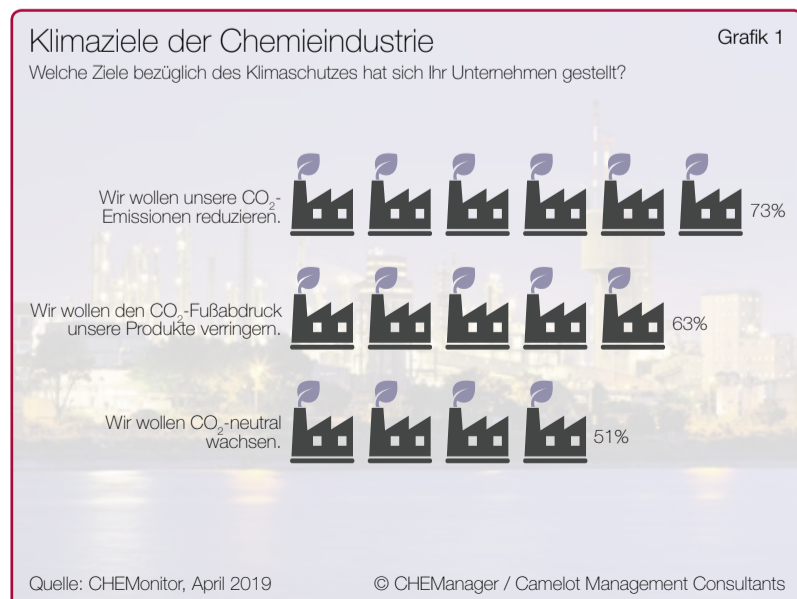 Klimaziele der Chemieindustrie
Grafik 1
Welche Ziele bezüglich des Klimaschutzes hat sich Ihr Unternehmen gestellt?
Wir wollen unsere CO₂-
Emissionen reduzieren.
73%
Wir wollen den CO₂-Fußabdruck
unsere Produkte verringern.
63%
Wir wollen CO₂-neutral
wachsen.
51%
Quelle: CHEMonitor, April 2019
© CHEManager / Camelot Management Consultants